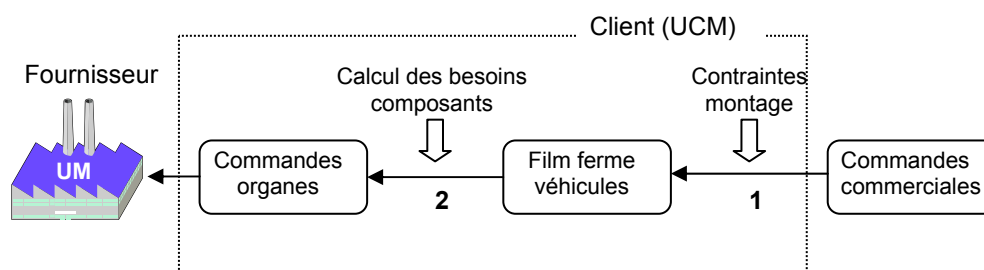 Client (UCM)
Fournisseur
Calcul des besoins
composants
Contraintes
montage
UM
Commandes
organes
2
Film ferme
véhicules
1
Commandes
commerciales